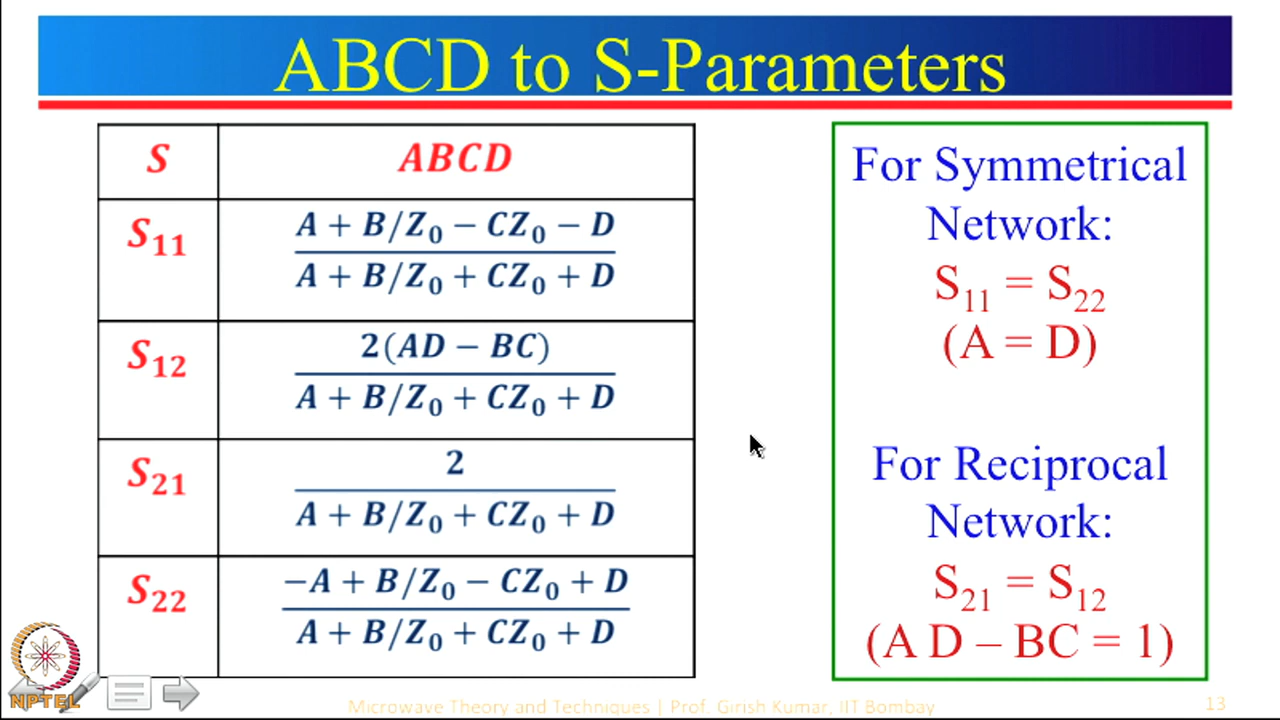 ABCD to S-Parameters
S ABCD
S₁₁ (A + B/Z₀ − CZ₀ − D) / (A + B/Z₀ + CZ₀ + D)
S₁₂ 2(AD − BC) / (A + B/Z₀ + CZ₀ + D)
S₂₁ 2 / (A + B/Z₀ + CZ₀ + D)
S₂₂ (−A + B/Z₀ − CZ₀ + D) / (A + B/Z₀ + CZ₀ + D)
For Symmetrical
Network:
S₁₁ = S₂₂
(A = D)
For Reciprocal
Network:
S₂₁ = S₁₂
(A D – BC = 1)
NPTEL
Microwave Theory and Techniques | Prof. Girish Kumar, IIT Bombay
13